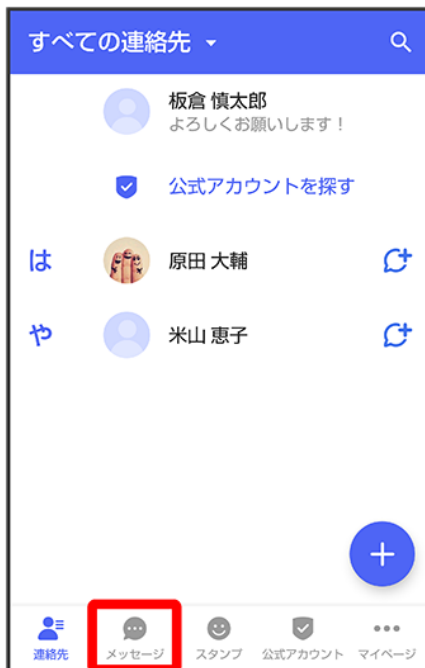 すべての連絡先
板倉 慎太郎
よろしくお願いします！
公式アカウントを探す
は 原田 大輔
や 米山 恵子
連絡先 メッセージ スタンプ 公式アカウント マイページ